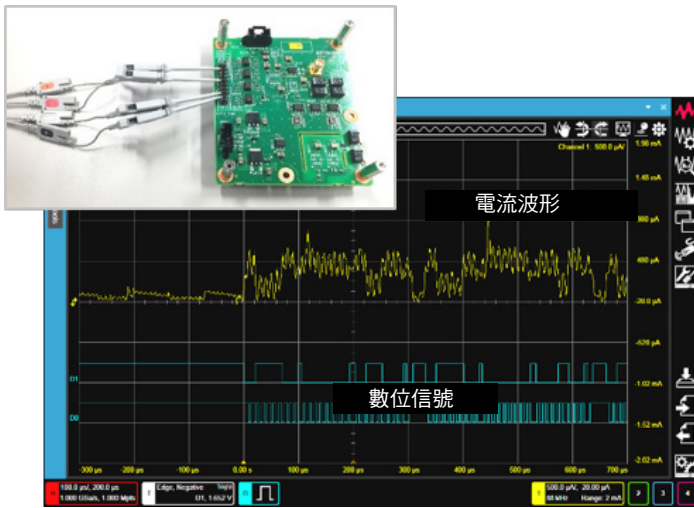 Channel 1, 500.0 µA/
1.98 mA
1.45 mA
電流波形
980 µA
480 µA
-20.0 µA
-520 µA
D1
-1.02 mA
數位信號
D0
-1.52 mA
-2.02 mA
-300 µs
-200 µs
-100 µs
0.00 s
100 µs
200 µs
300 µs
400 µs
500 µs
600 µs
700 µs
H
100.0 µs/, 200.0 µs
1.000 GSa/s, 1.000 Mpts
T
Edge, Negative
D1, 1.652 V
D
1
500.0 µA/, -20.00 µA
Range: 2 mA
2
3
4